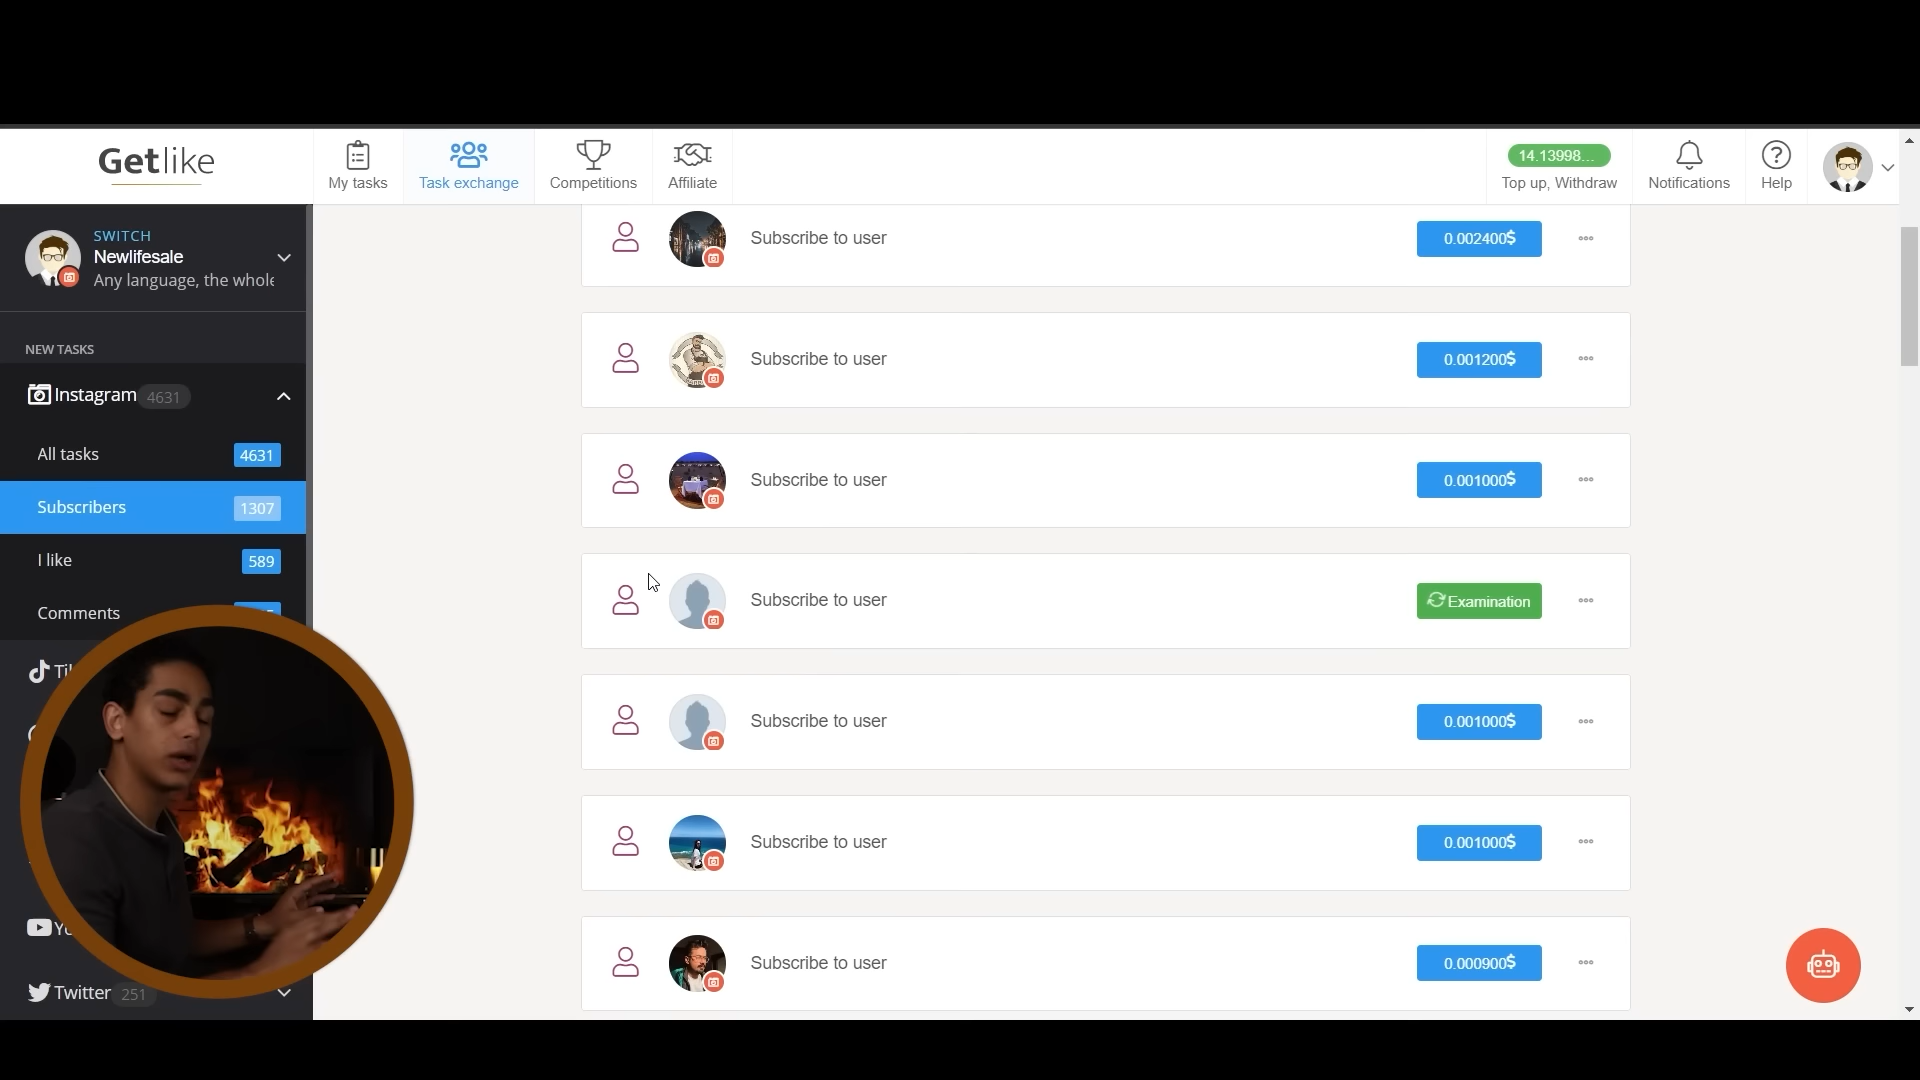 Getlike
My tasks
Task exchange
Competitions
Affiliate
14.13998...
Top up, Withdraw
Notifications
Help
SWITCH
Newlifesale
Any language, the whole
NEW TASKS
Instagram 4631
All tasks 4631
Subscribers 1307
I like 589
Comments
Twitter 251
Subscribe to user 0.002400$
Subscribe to user 0.001200$
Subscribe to user 0.001000$
Subscribe to user Examination
Subscribe to user 0.001000$
Subscribe to user 0.001000$
Subscribe to user 0.000900$